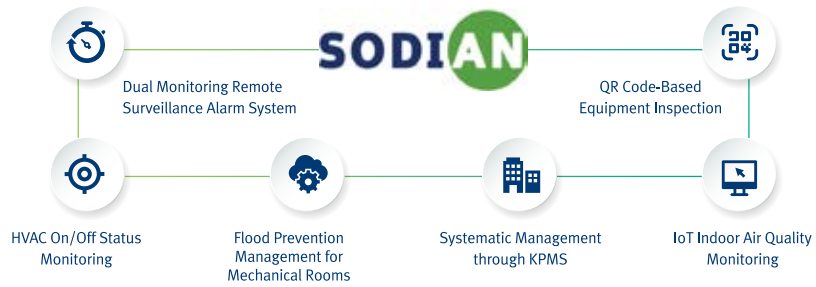 SODIAN
Dual Monitoring Remote
Surveillance Alarm System
QR Code-Based
Equipment Inspection
HVAC On/Off Status
Monitoring
Flood Prevention
Management for
Mechanical Rooms
Systematic Management
through KPMS
IoT Indoor Air Quality
Monitoring